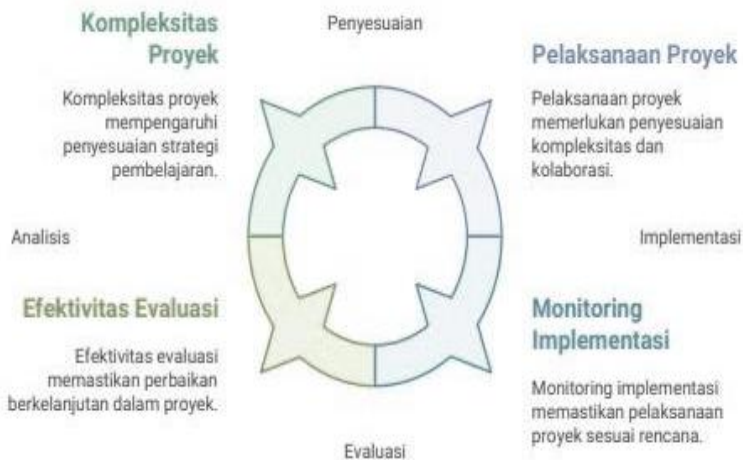 Penyesuaian
Kompleksitas
Proyek
Kompleksitas proyek
mempengaruhi
penyesuaian strategi
pembelajaran.
Pelaksanaan Proyek
Pelaksanaan proyek
memerlukan penyesuaian
kompleksitas dan
kolaborasi.
Analisis
Implementasi
Efektivitas Evaluasi
Efektivitas evaluasi
memastikan perbaikan
berkelanjutan dalam proyek.
Monitoring
Implementasi
Monitoring implementasi
memastikan pelaksanaan
proyek sesuai rencana.
Evaluasi